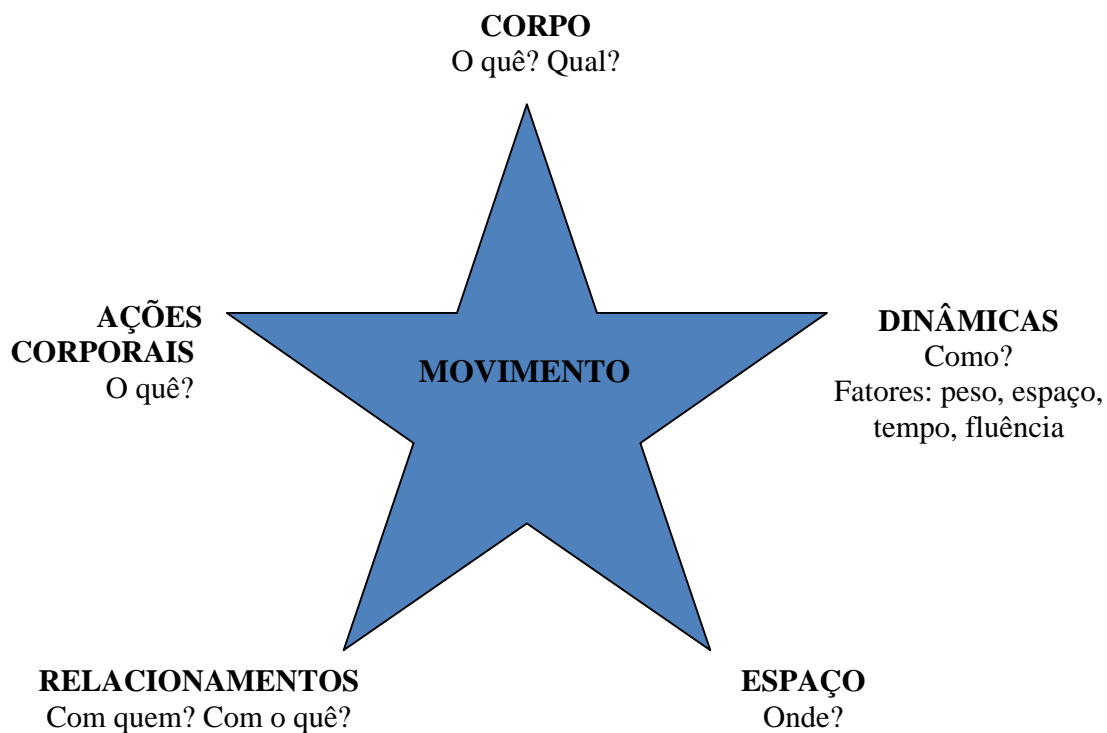 CORPO
O quê? Qual?
AÇÕES
CORPORAIS
O quê?
MOVIMENTO
DINÂMICAS
Como?
Fatores: peso, espaço,
tempo, fluência
RELACIONAMENTOS
Com quem? Com o quê?
ESPAÇO
Onde?